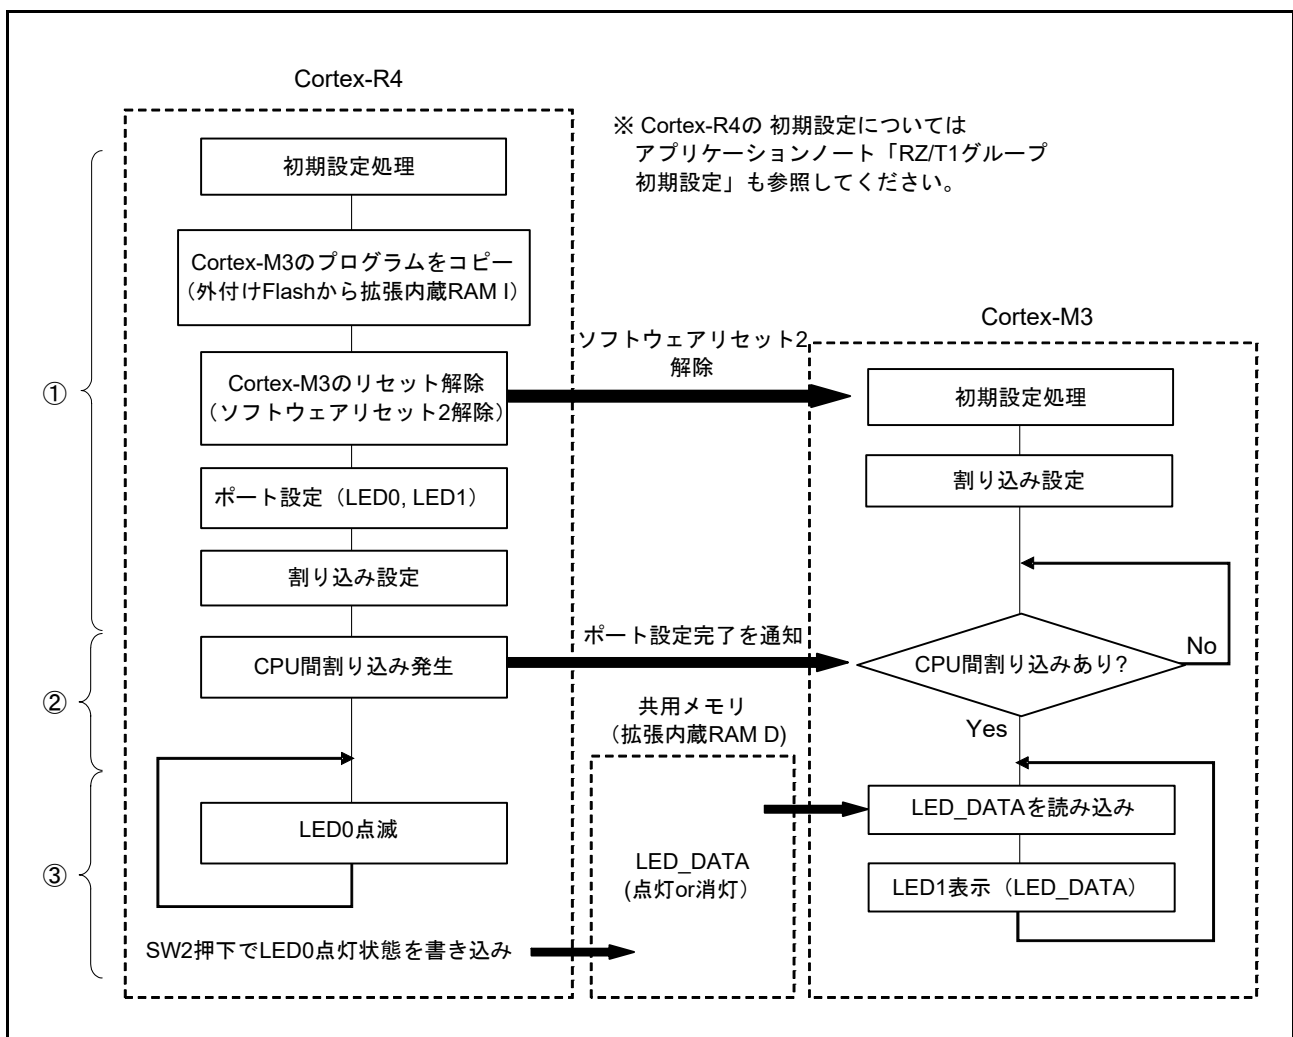 Cortex-R4
※ Cortex-R4の 初期設定については
アプリケーションノート「RZ/T1グループ
初期設定」も参照してください。
初期設定処理
Cortex-M3のプログラムをコピー
（外付けFlashから拡張内蔵RAM I）
Cortex-M3のリセット解除
（ソフトウェアリセット2解除）
ポート設定（LED0, LED1）
割り込み設定
CPU間割り込み発生
LED0点滅
SW2押下でLED0点灯状態を書き込み
①
②
③
ソフトウェアリセット2
解除
ポート設定完了を通知
共用メモリ
（拡張内蔵RAM D)
LED_DATA
(点灯or消灯）
Cortex-M3
初期設定処理
割り込み設定
CPU間割り込みあり?
No
Yes
LED_DATAを読み込み
LED1表示（LED_DATA）